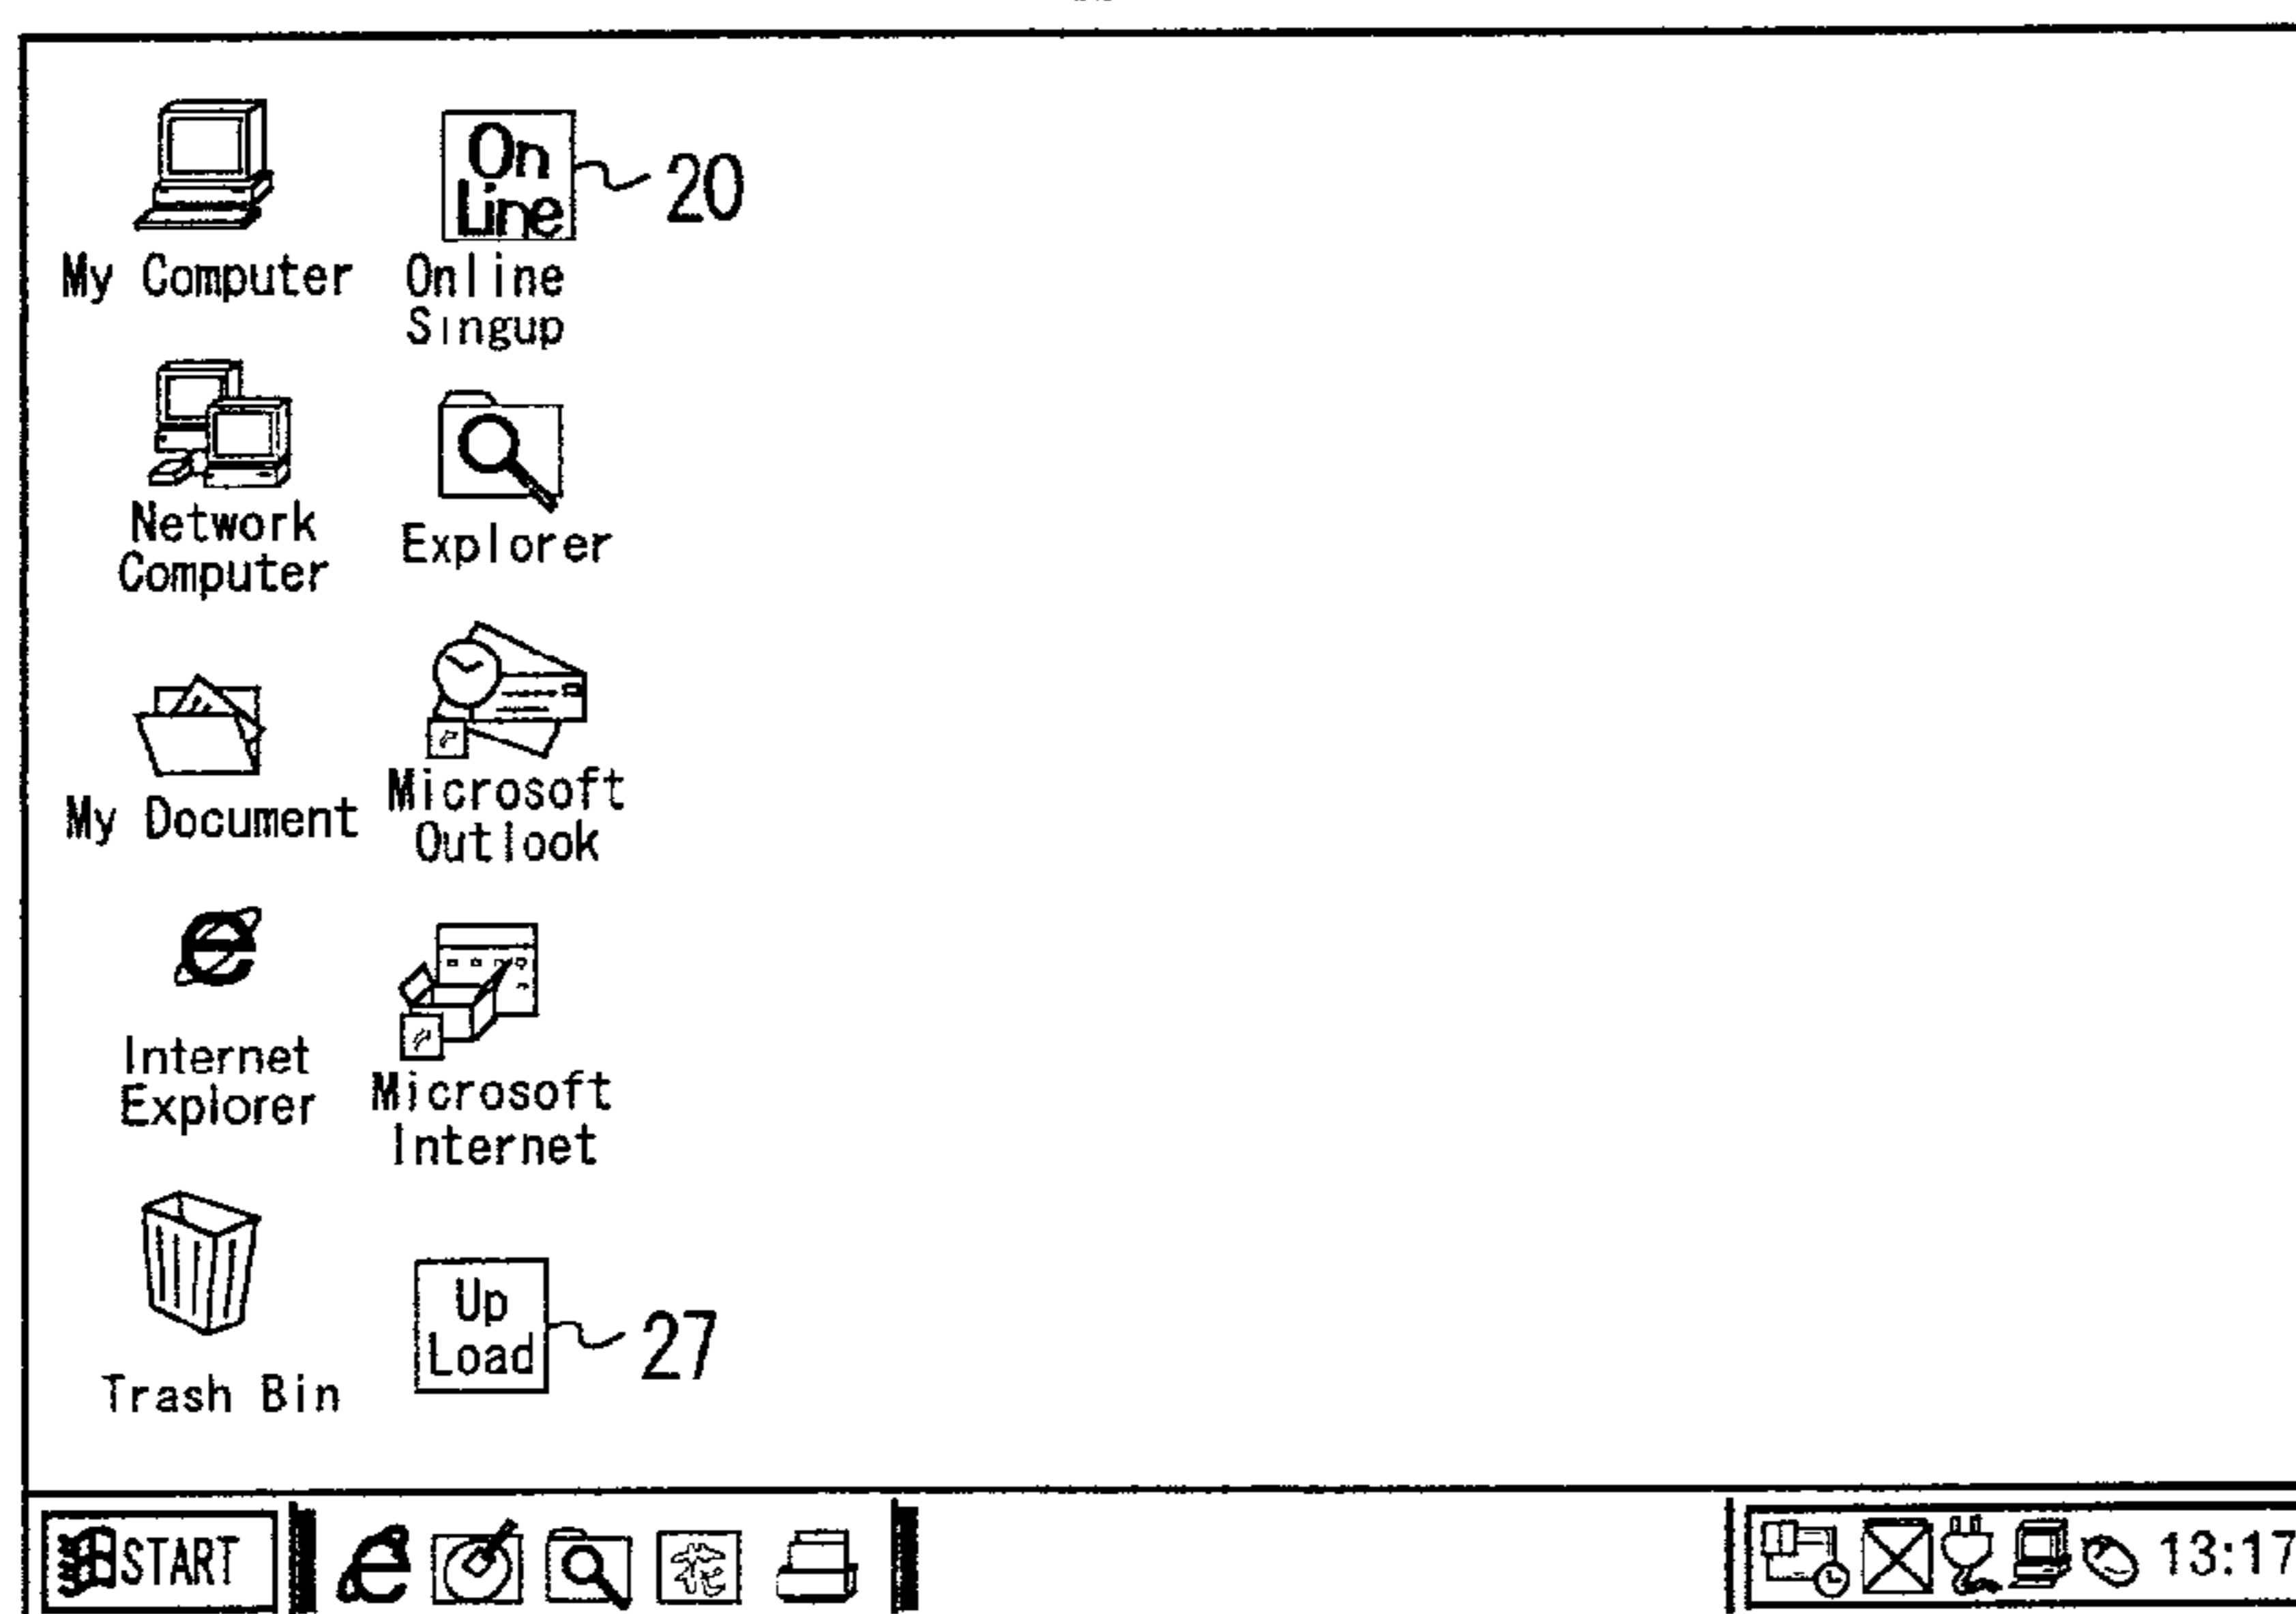 My Computer
On
Line
20
Online
Singup
Network
Computer
Explorer
My Document
Microsoft
Outlook
Internet
Explorer
Microsoft
Internet
Trash Bin
Up
Load
27
START
花
13:17